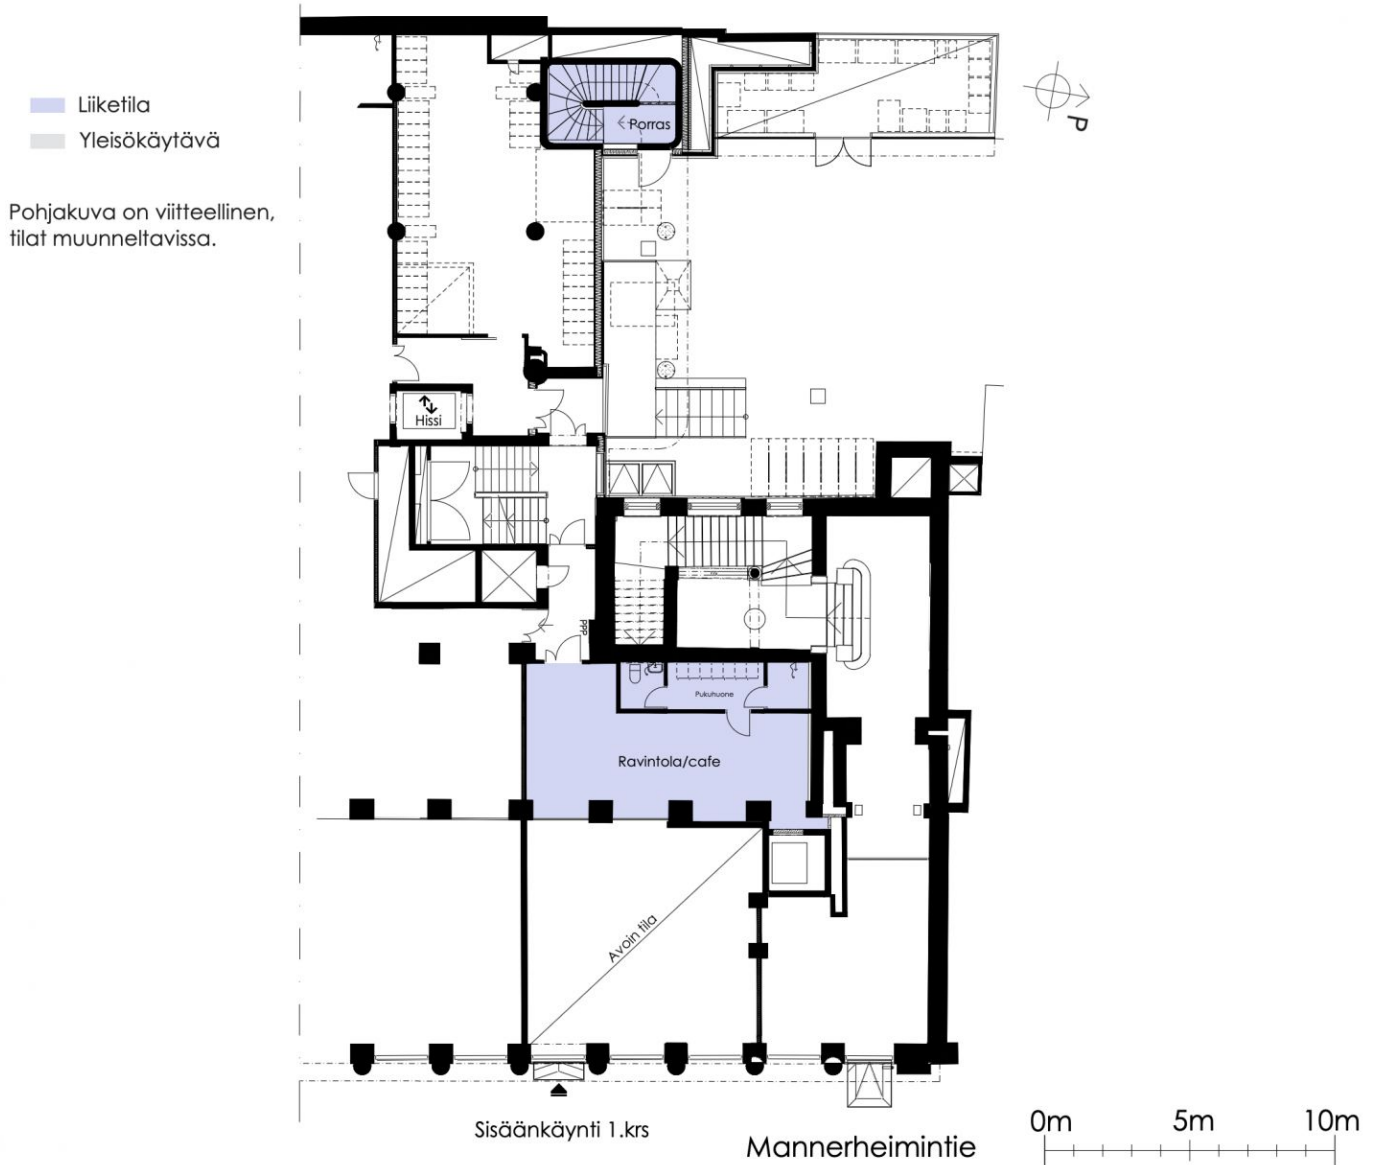 Liiketila
Yleisökäytävä
Pohjakuva on viitteellinen,
tilat muunneltavissa.
P
Porras
Hissi
PPP
Pukuhuone
Ravintola/cafe
Avoin tila
Sisäänkäynti 1.krs
Mannerheimintie
0m 5m 10m